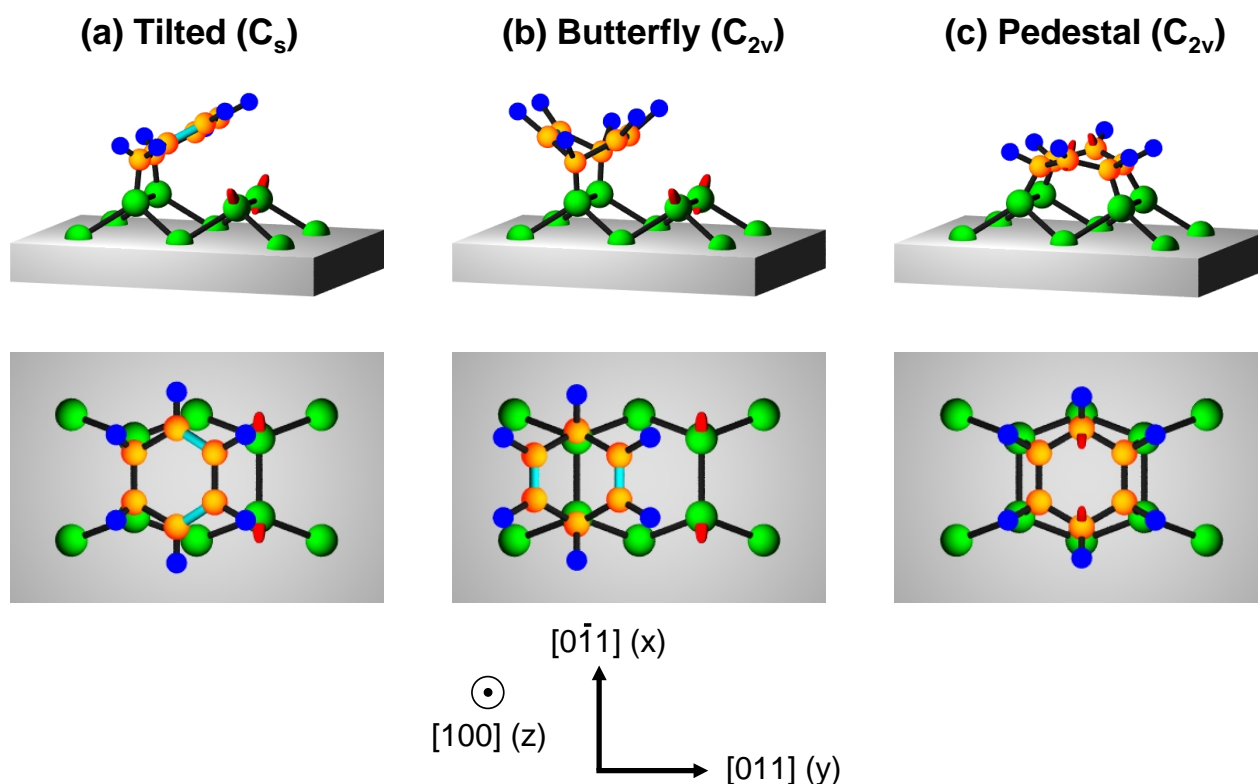 (a) Tilted (Cs)
(b) Butterfly (C2v)
(c) Pedestal (C2v)
[01̄1] (x)
[100] (z)
[011] (y)